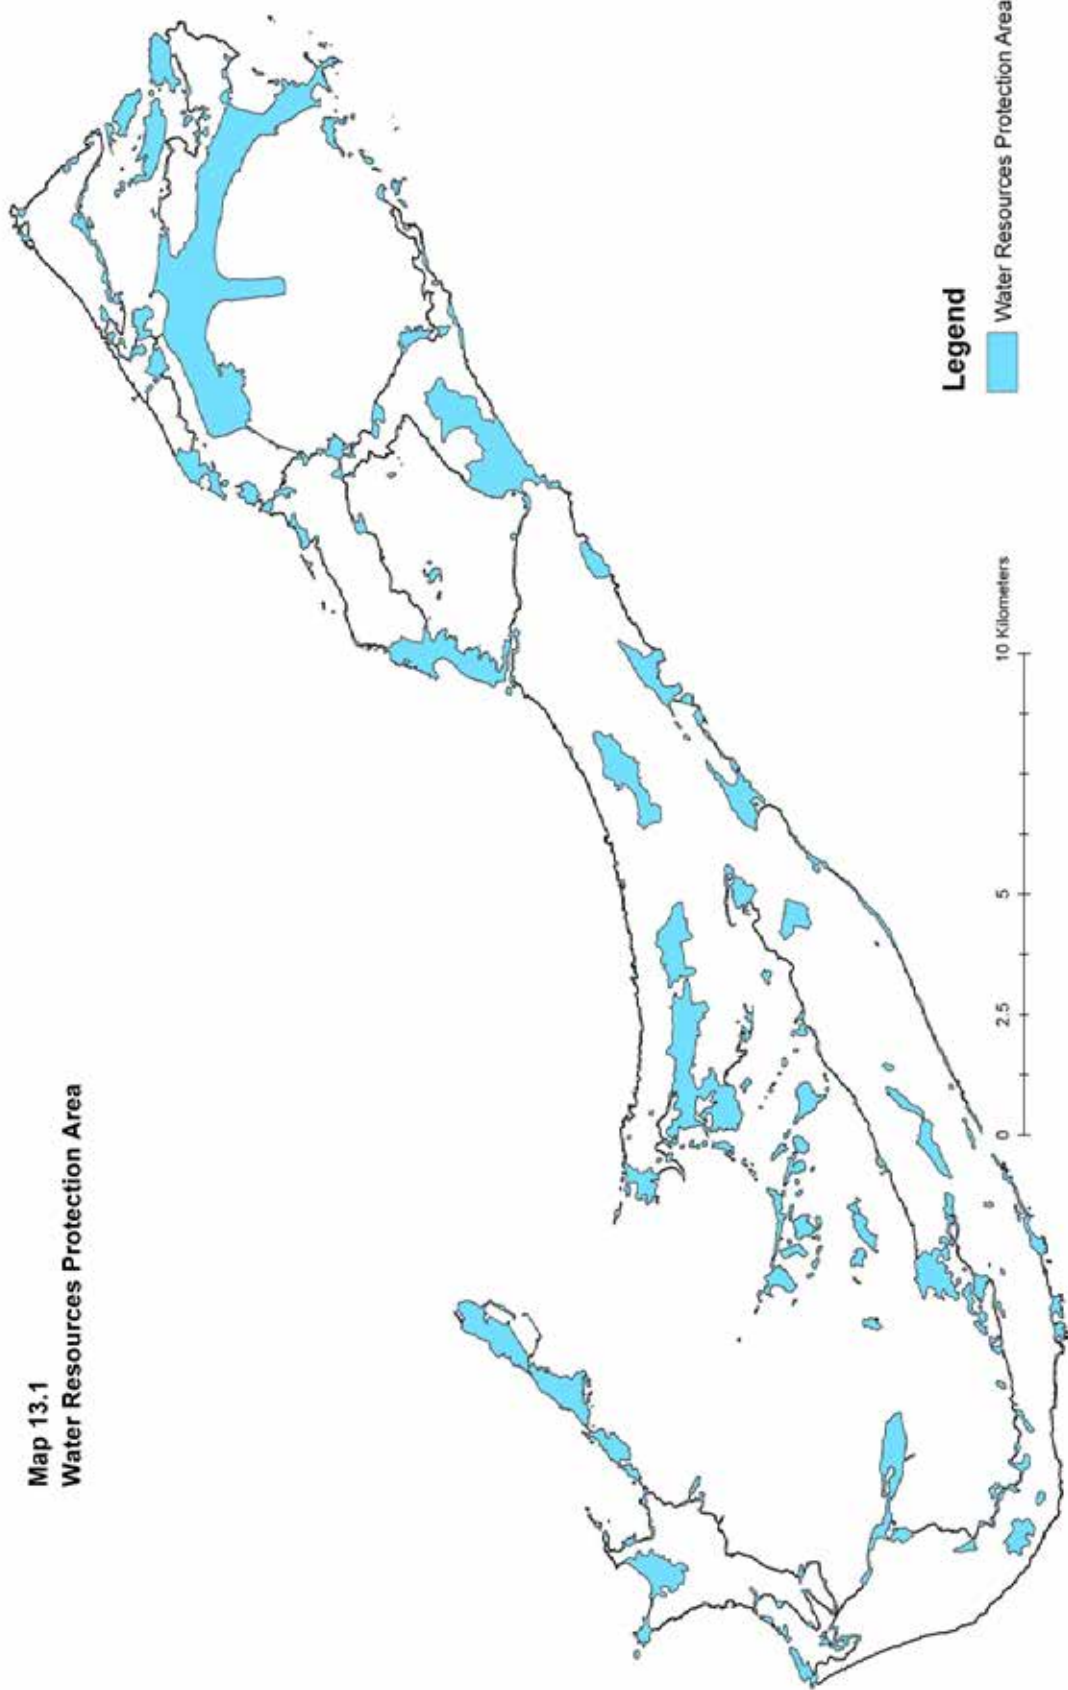 Map 13.1
Water Resources Protection Area
0
2.5
5
10 Kilometers
Legend
Water Resources Protection Area